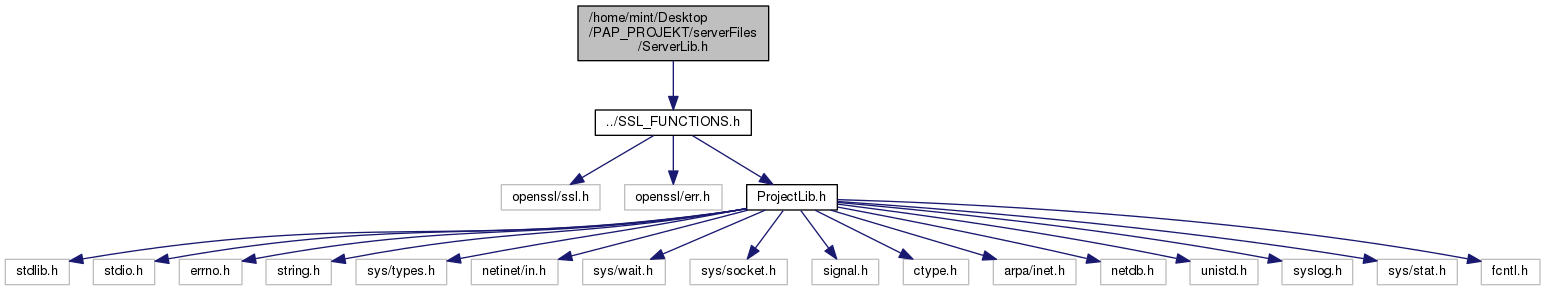 /home/mint/Desktop
/PAP_PROJEKT/serverFiles
/ServerLib.h
../SSL_FUNCTIONS.h
openssl/ssl.h
openssl/err.h
ProjectLib.h
stdlib.h
stdio.h
errno.h
string.h
sys/types.h
netinet/in.h
sys/wait.h
sys/socket.h
signal.h
ctype.h
arpa/inet.h
netdb.h
unistd.h
syslog.h
sys/stat.h
fcntl.h